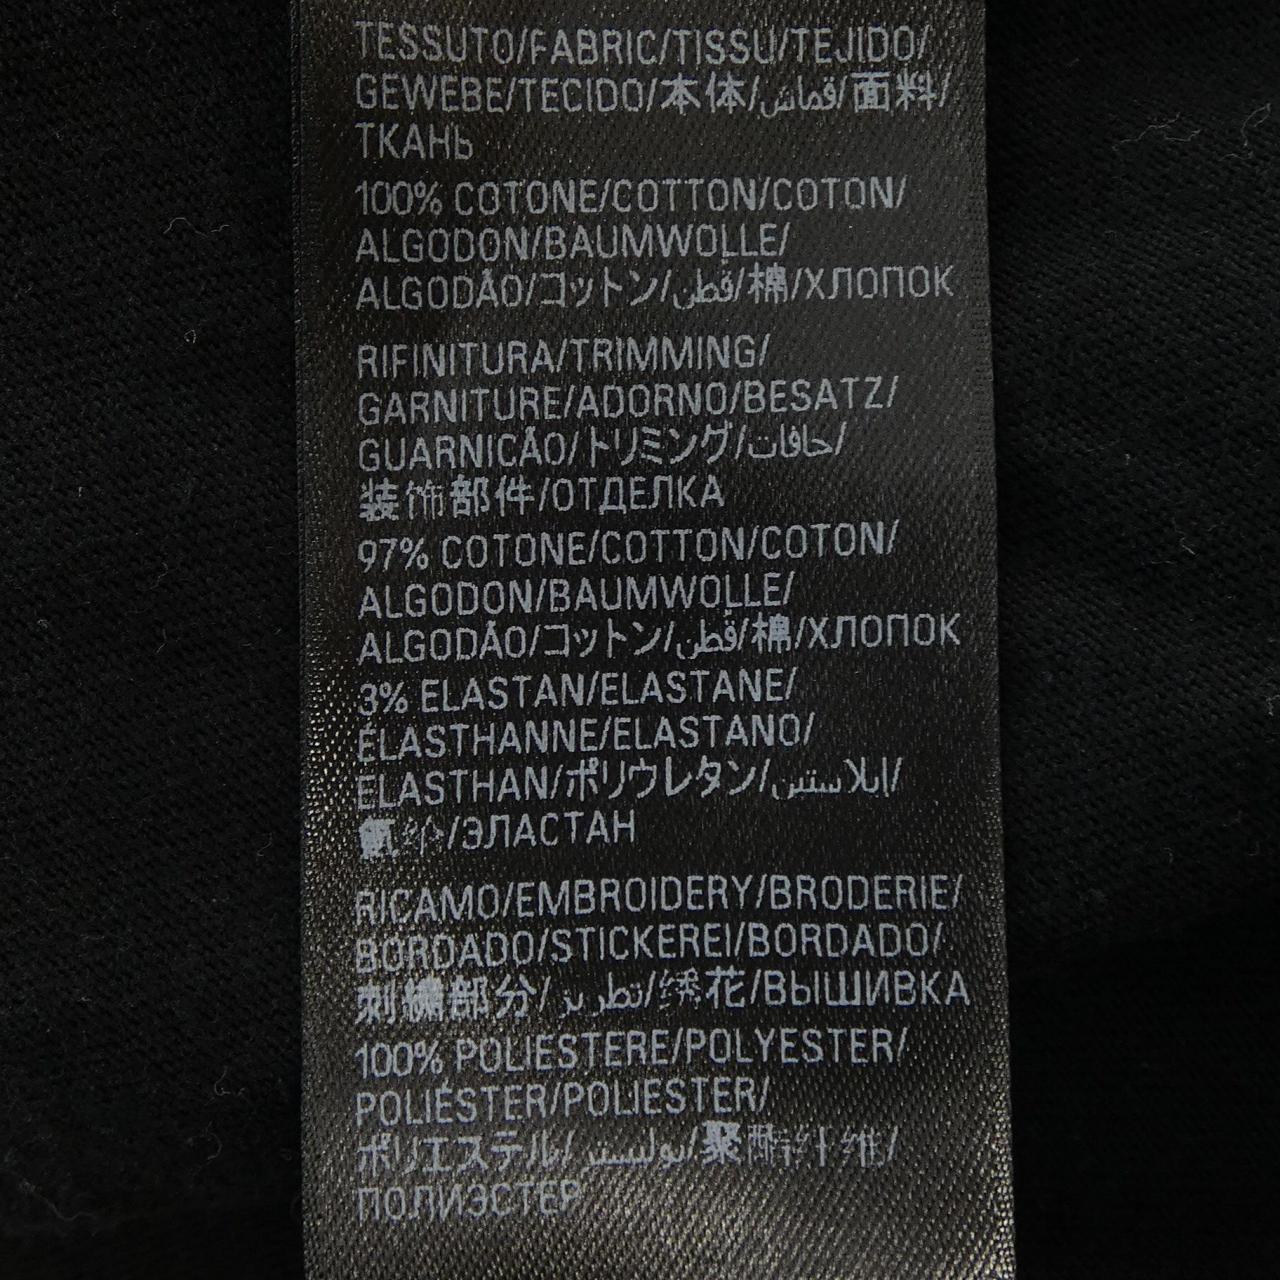 TESSUTO/FABRIC/TISSU/TEJIDO/
GEWEBE/TECIDO/本体/قماش/面料/
ТКАНЬ
100% COTONE/COTTON/COTON/
ALGODON/BAUMWOLLE/
ALGODÃO/コットン/قطن/棉/ХЛОПОК
RIFINITURA/TRIMMING/
GARNITURE/ADORNO/BESATZ/
GUARNICÃO/トリミング/حافات/
装饰部件/ОТДЕЛКА
97% COTONE/COTTON/COTON/
ALGODON/BAUMWOLLE/
ALGODÃO/コットン/قطن/棉/ХЛОПОК
3% ELASTAN/ELASTANE/
ÉLASTHANNE/ELASTANO/
ELASTHAN/ポリウレタン/إيلاستين/
氨纶/ЭЛАСТАН
RICAMO/EMBROIDERY/BRODERIE/
BORDADO/STICKEREI/BORDADO/
刺繍部分/تطريز/绣花/ВЫШИВКА
100% POLIESTERE/POLYESTER/
POLIÉSTER/POLIESTER/
ポリエステル/بوليستر/聚酯纤维/
ПОЛИЭСТЕР